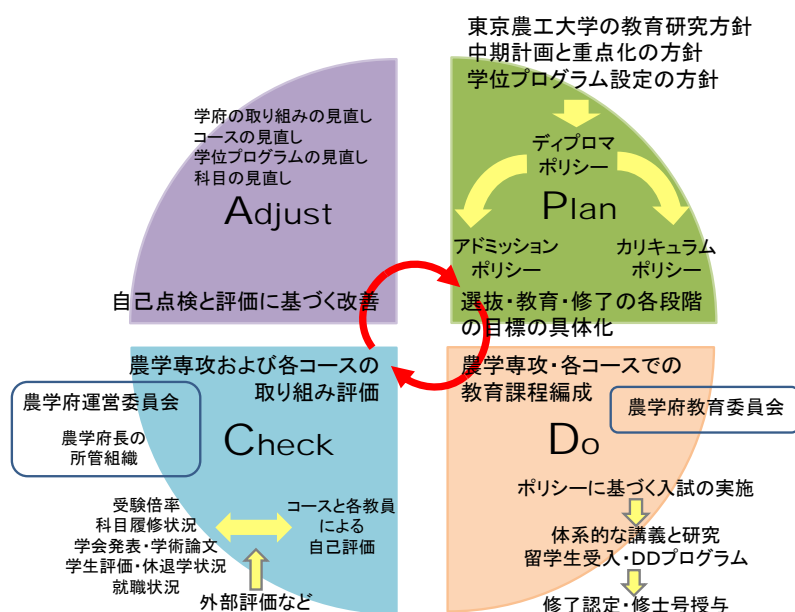 東京農工大学の教育研究方針
中期計画と重点化の方針
学位プログラム設定の方針
ディプロマ
ポリシー
Plan
アドミッション
ポリシー
カリキュラム
ポリシー
選抜・教育・修了の各段階
の目標の具体化
農学専攻・各コースでの
教育課程編成
農学府教育委員会
Do
ポリシーに基づく入試の実施
体系的な講義と研究
留学生受入・DDプログラム
修了認定・修士号授与
農学専攻および各コースの
取り組み評価
農学府運営委員会
農学府長の
所管組織
Check
受験倍率
科目履修状況
学会発表・学術論文
学生評価・休退学状況
就職状況
コースと各教員
による
自己評価
外部評価など
学府の取り組みの見直し
コースの見直し
学位プログラムの見直し
科目の見直し
Adjust
自己点検と評価に基づく改善